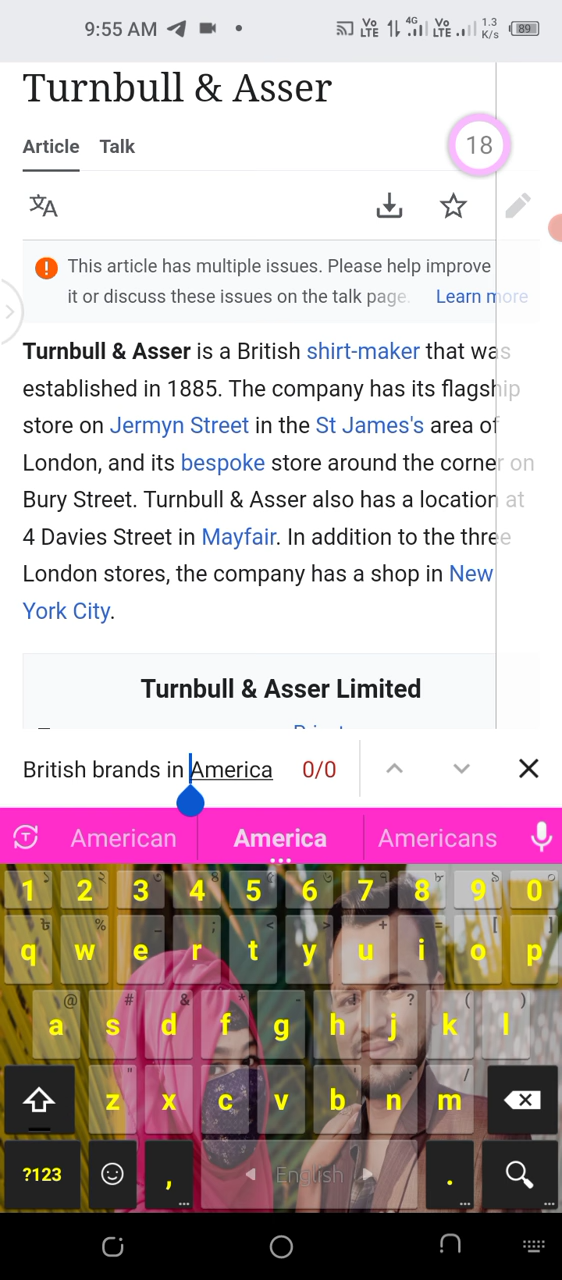 9:55 AM
Vo LTE 4G Vo LTE 1.3 K/s 89
Turnbull & Asser
Article Talk
18
This article has multiple issues. Please help improve
it or discuss these issues on the talk page. Learn more
Turnbull & Asser is a British shirt-maker that was
established in 1885. The company has its flagship
store on Jermyn Street in the St James's area of
London, and its bespoke store around the corner on
Bury Street. Turnbull & Asser also has a location at
4 Davies Street in Mayfair. In addition to the three
London stores, the company has a shop in New
York City.
Turnbull & Asser Limited
British brands in America 0/0
American America Americans
1 2 3 4 5 6 7 8 9 0
q w e r t y u i o p
a s d f g h j k l
z x c v b n m
?123 , English .